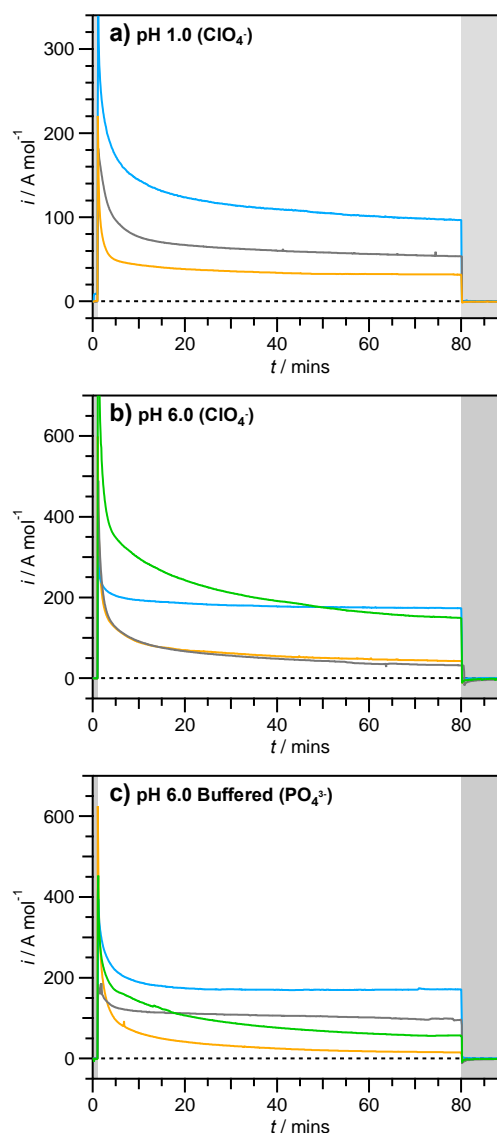 a) pH 1.0 (ClO₄⁻)
300
200
100
0
i / A mol⁻¹
0 20 40 60 80
t / mins
b) pH 6.0 (ClO₄⁻)
600
400
200
0
i / A mol⁻¹
0 20 40 60 80
t / mins
c) pH 6.0 Buffered (PO₄³⁻)
600
400
200
0
i / A mol⁻¹
0 20 40 60 80
t / mins